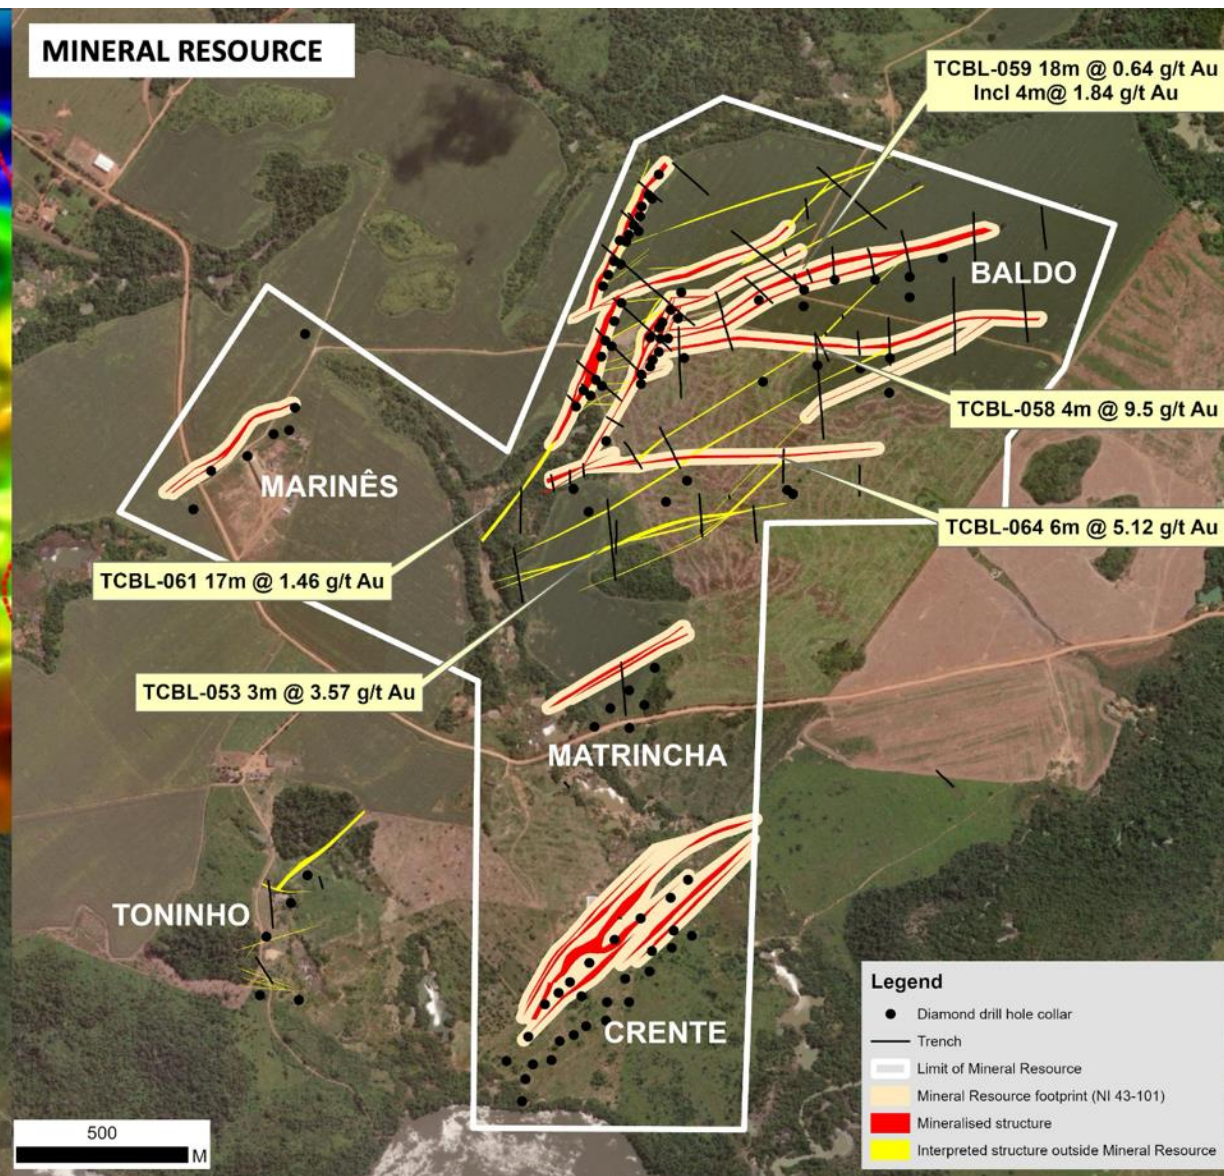 MINERAL RESOURCE
TCBL-059 18m @ 0.64 g/t Au
Incl 4m@ 1.84 g/t Au
BALDO
TCBL-058 4m @ 9.5 g/t Au
MARINÊS
TCBL-064 6m @ 5.12 g/t Au
TCBL-061 17m @ 1.46 g/t Au
TCBL-053 3m @ 3.57 g/t Au
MATRINCHA
TONINHO
CRENTE
Legend
Diamond drill hole collar
Trench
Limit of Mineral Resource
Mineral Resource footprint (NI 43-101)
Mineralised structure
Interpreted structure outside Mineral Resource
500
M